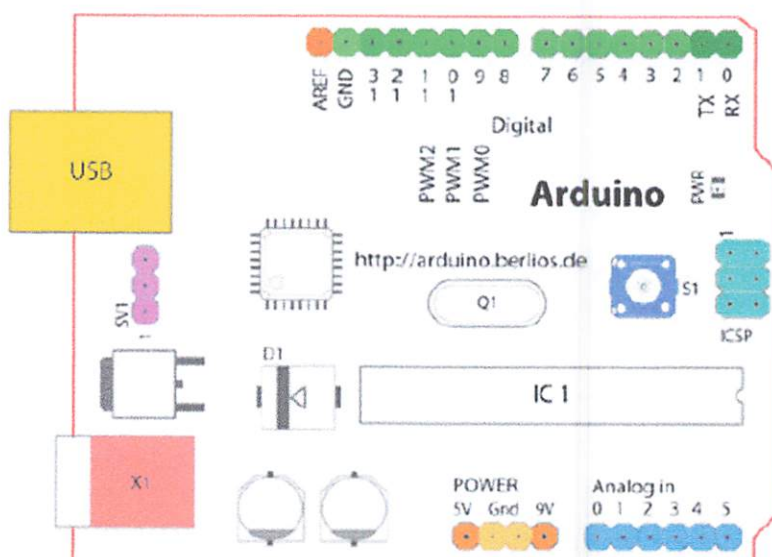 AREF GND 13 12 11 10 9 8 7 6 5 4 3 2 1 0
TX RX
Digital
USB
PWM2 PWM1 PWM0
Arduino
PWR
http://arduino.berlios.de
1
SV1
1
Q1
S1
ICSP
D1
IC 1
X1
POWER
5V Gnd 9V
Analog in
0 1 2 3 4 5